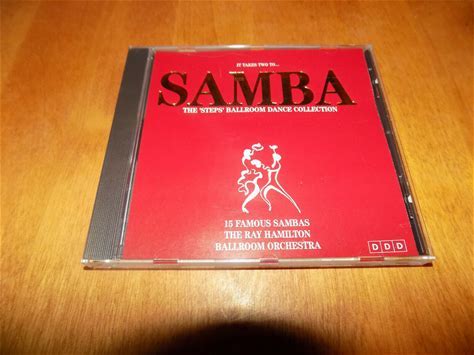 IT TAKES TWO TO...
SAMBA
THE 'STEPS' BALLROOM DANCE COLLECTION
15 FAMOUS SAMBAS
THE RAY HAMILTON
BALLROOM ORCHESTRA
DDD